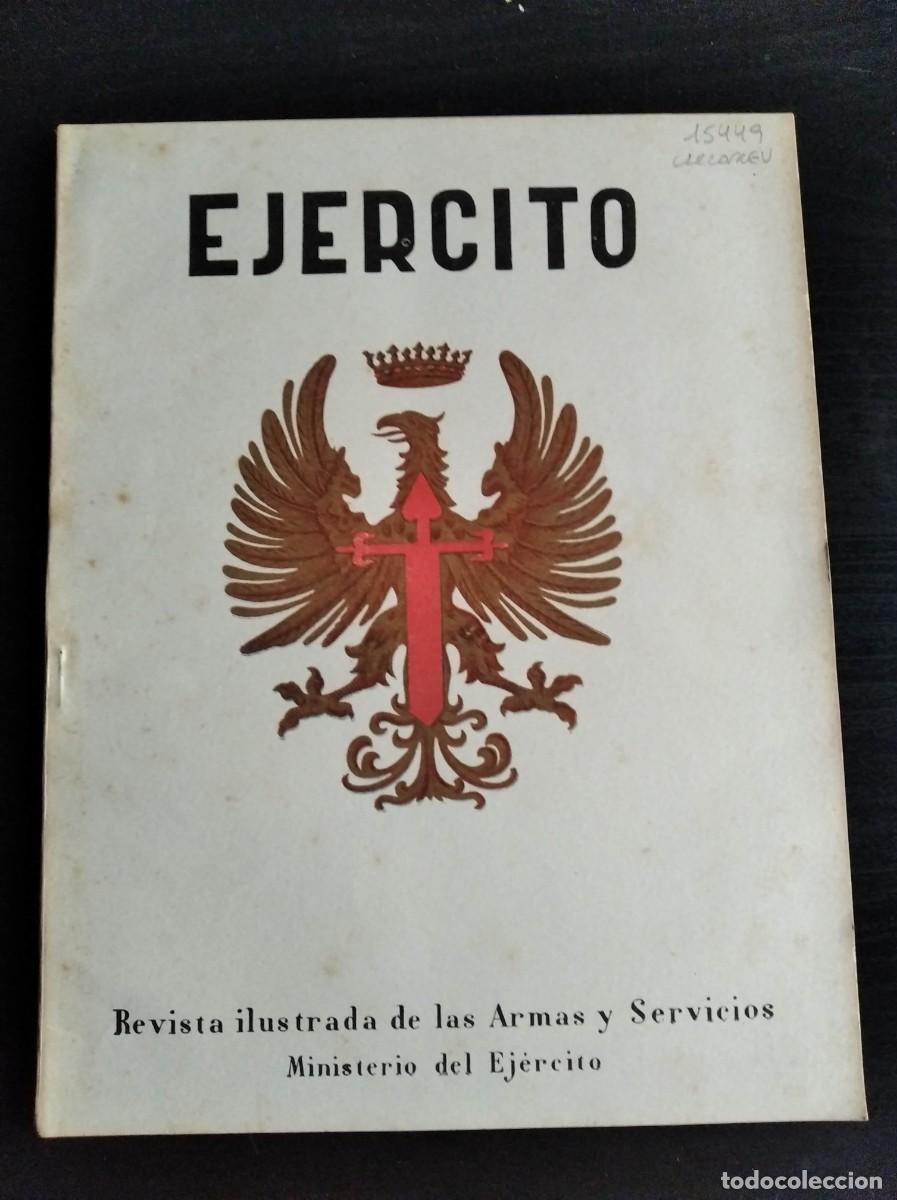 15449
EJERCITO
Revista ilustrada de las Armas y Servicios
Ministerio del Ejército
todocoleccion